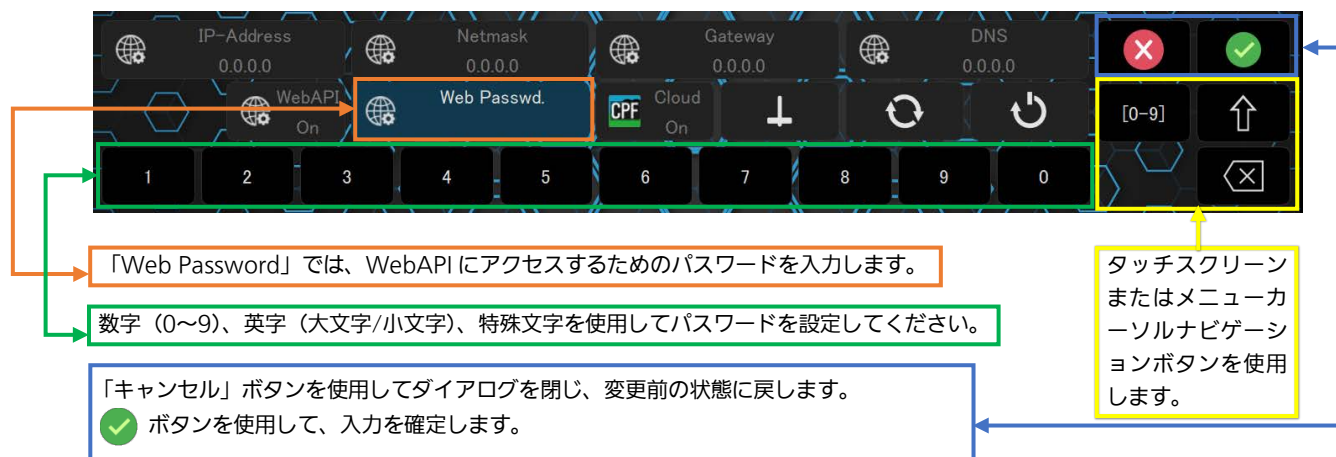 IP-Address Netmask Gateway DNS
0.0.0.0 0.0.0.0 0.0.0.0 0.0.0.0
WebAPI Web Passwd. CPF Cloud [0-9]
On On
1 2 3 4 5 6 7 8 9 0
「Web Password」では、WebAPI にアクセスするためのパスワードを入力します。
数字（0～9）、英字（大文字/小文字）、特殊文字を使用してパスワードを設定してください。
「キャンセル」ボタンを使用してダイアログを閉じ、変更前の状態に戻します。
ボタンを使用して、入力を確定します。
タッチスクリーン
またはメニューカ
ーソルナビゲーシ
ョンボタンを使用
します。